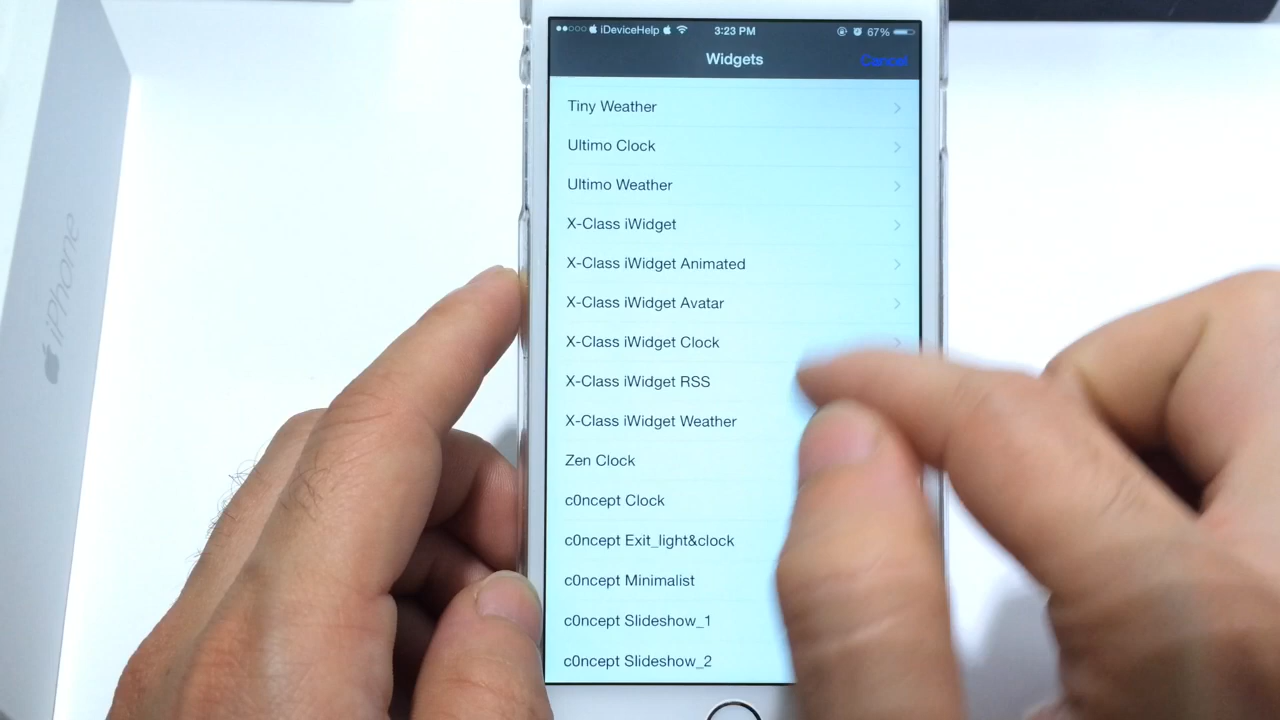 iDeviceHelp 3:23 PM 67%
Widgets Cancel
Tiny Weather
Ultimo Clock
Ultimo Weather
X-Class iWidget
X-Class iWidget Animated
X-Class iWidget Avatar
X-Class iWidget Clock
X-Class iWidget RSS
X-Class iWidget Weather
Zen Clock
c0ncept Clock
c0ncept Exit_light&clock
c0ncept Minimalist
c0ncept Slideshow_1
c0ncept Slideshow_2
iPhone